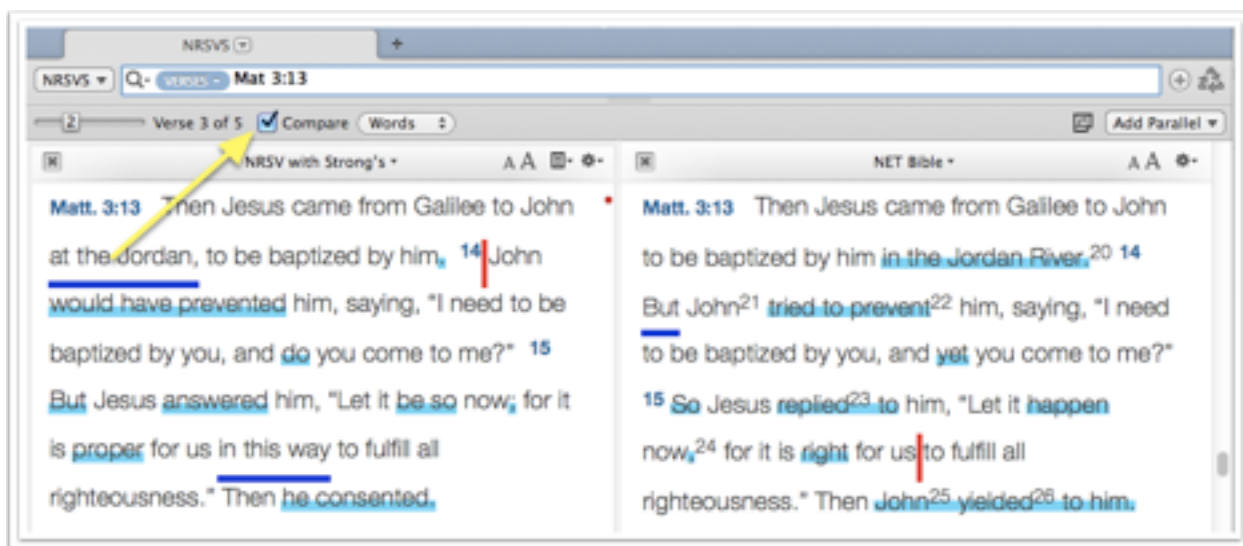 NRSVS +
NRSVS VERSES Mat 3:13
2 Verse 3 of 5 Compare Words Add Parallel
NRSV with Strong's A A
Matt. 3:13 Then Jesus came from Galilee to John
at the Jordan, to be baptized by him. 14 John
would have prevented him, saying, “I need to be
baptized by you, and do you come to me?” 15
But Jesus answered him, “Let it be so now; for it
is proper for us in this way to fulfill all
righteousness.” Then he consented.
NET Bible A A
Matt. 3:13 Then Jesus came from Galilee to John
to be baptized by him in the Jordan River.20 14
But John21 tried to prevent22 him, saying, “I need
to be baptized by you, and yet you come to me?”
15 So Jesus replied23 to him, “Let it happen
now,24 for it is right for us to fulfill all
righteousness.” Then John25 yielded26 to him.